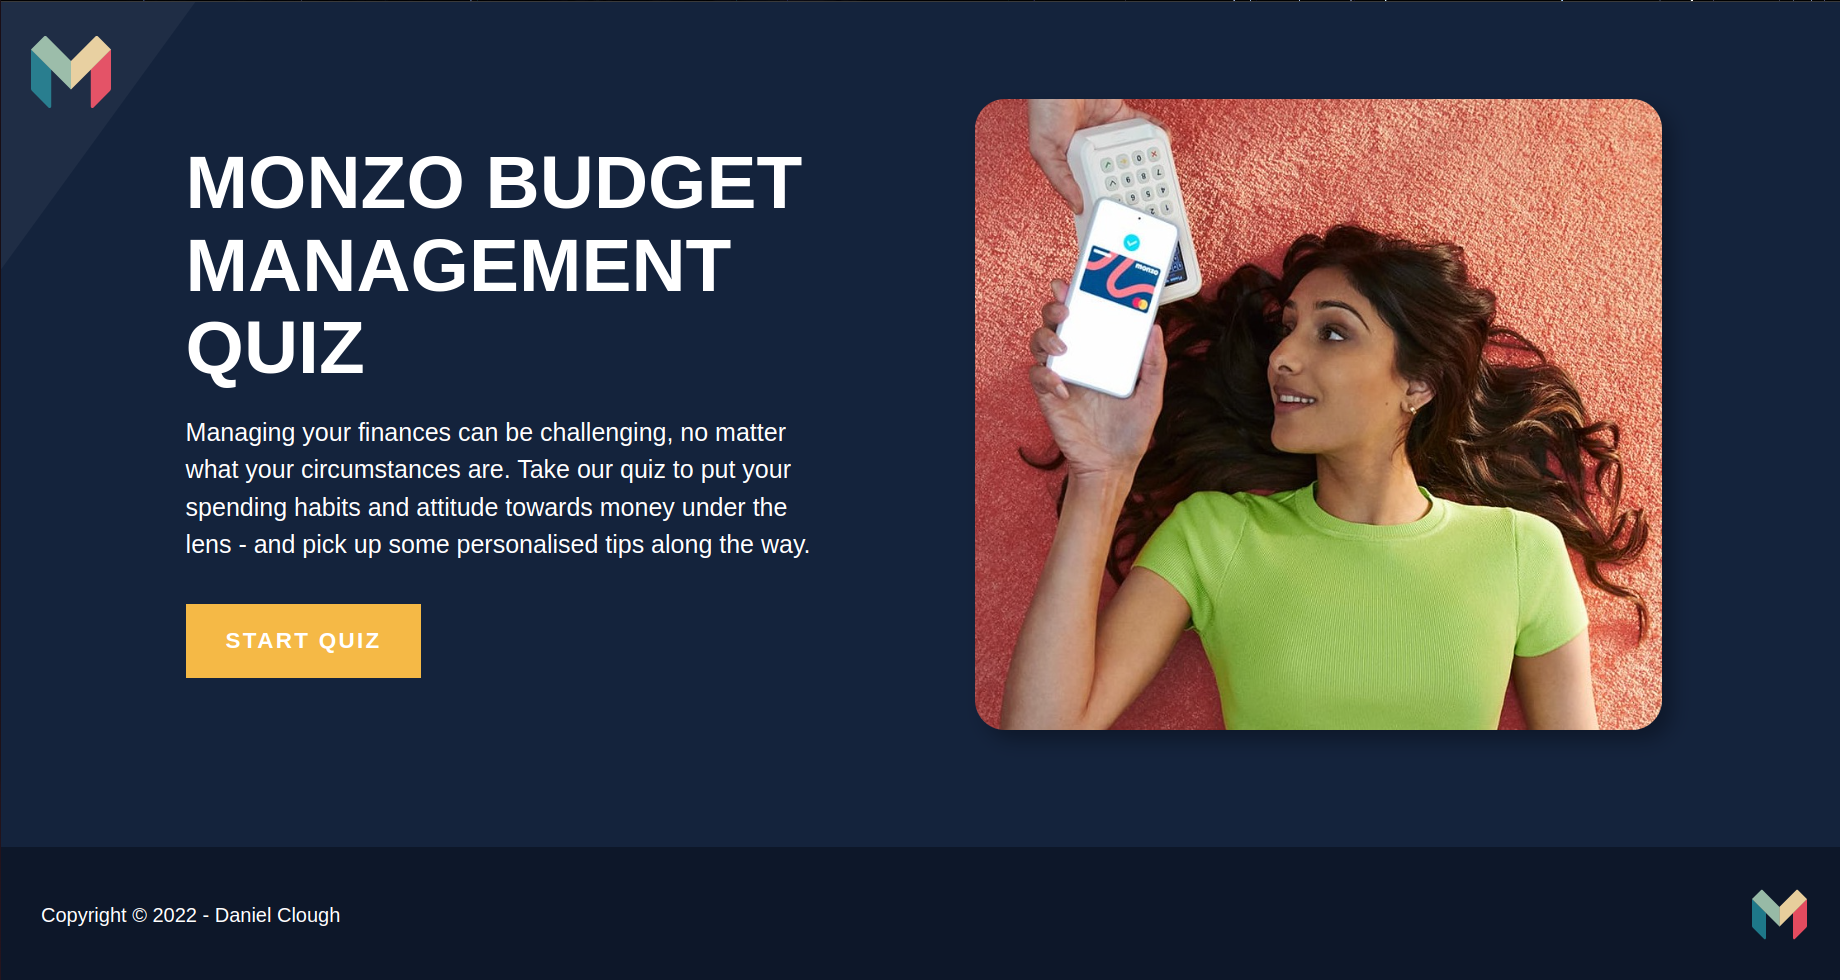 MONZO BUDGET
MANAGEMENT
QUIZ
Managing your finances can be challenging, no matter
what your circumstances are. Take our quiz to put your
spending habits and attitude towards money under the
lens - and pick up some personalised tips along the way.
START QUIZ
monzo
Copyright © 2022 - Daniel Clough